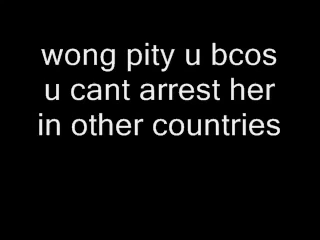 wong pity u bcos
u cant arrest her
in other countries